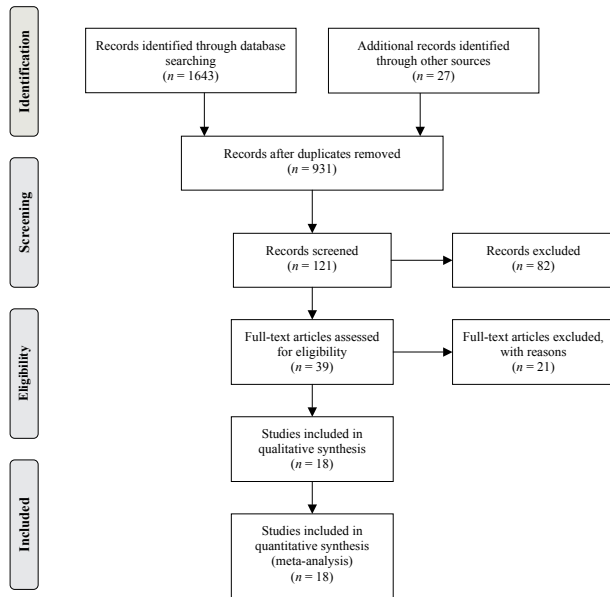 Identification
Records identified through database
searching
(n = 1643)
Additional records identified
through other sources
(n = 27)
Records after duplicates removed
(n = 931)
Screening
Records screened
(n = 121)
Records excluded
(n = 82)
Eligibility
Full-text articles assessed
for eligibility
(n = 39)
Full-text articles excluded,
with reasons
(n = 21)
Studies included in
qualitative synthesis
(n = 18)
Included
Studies included in
quantitative synthesis
(meta-analysis)
(n = 18)